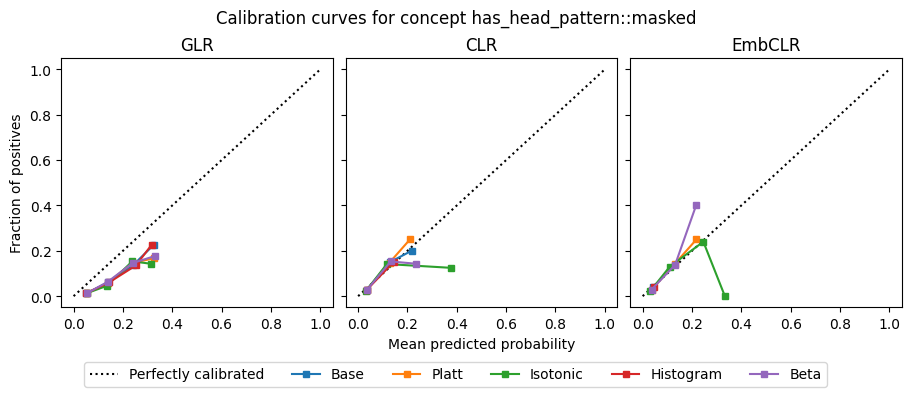 Calibration curves for concept has_head_pattern::masked
GLR
CLR
EmbCLR
Fraction of positives
1.0
0.8
0.6
0.4
0.2
0.0
0.0 0.2 0.4 0.6 0.8 1.0
0.0 0.2 0.4 0.6 0.8 1.0
0.0 0.2 0.4 0.6 0.8 1.0
Mean predicted probability
Perfectly calibrated Base Platt Isotonic Histogram Beta